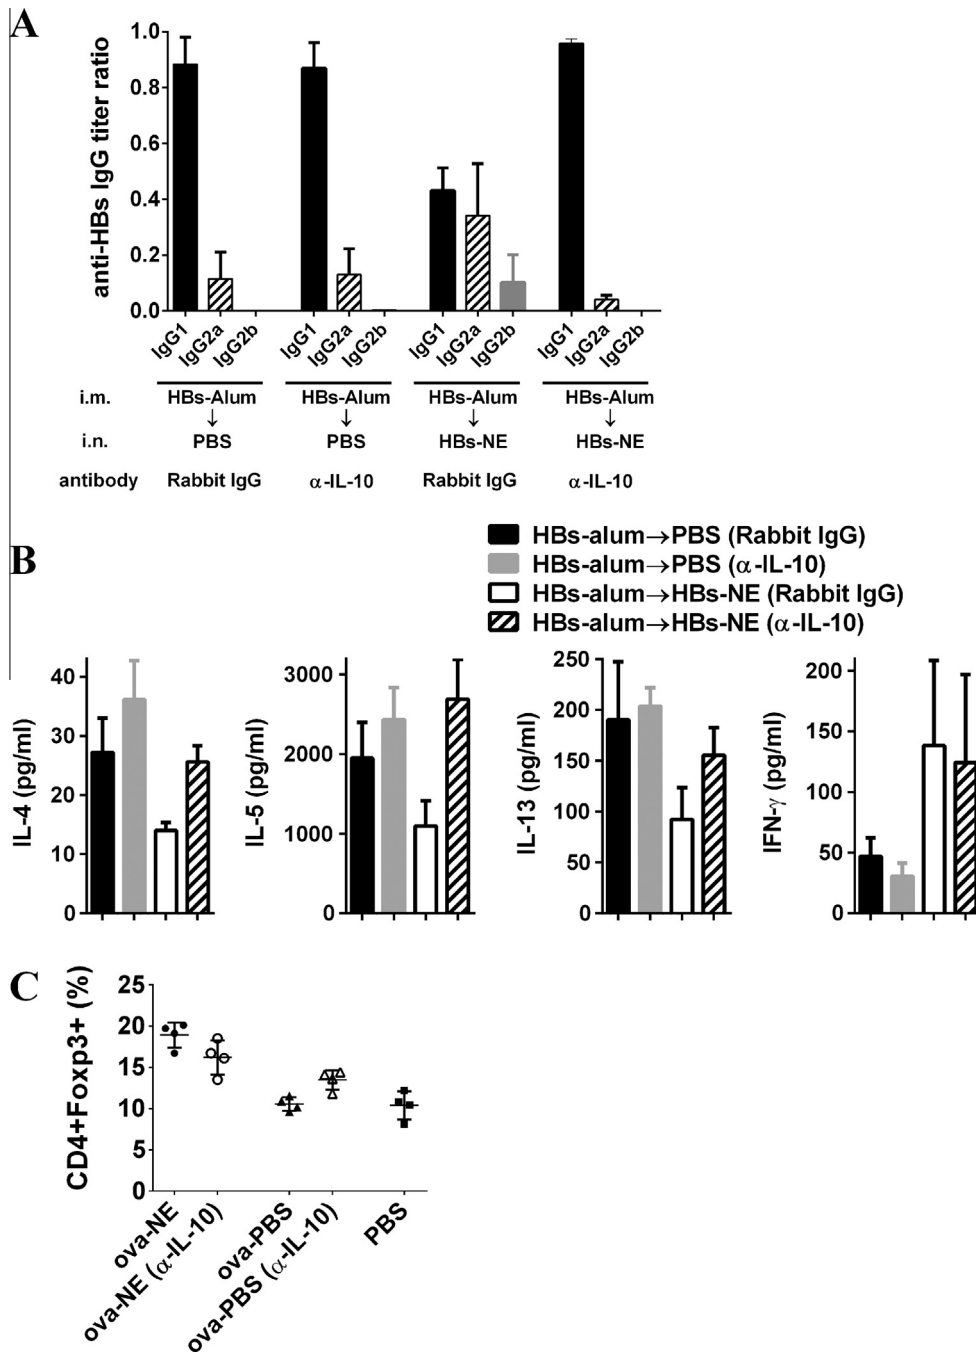 A
anti-HBs IgG titer ratio
1.0
0.8
0.6
0.4
0.2
0.0
IgG1 IgG2a IgG2b IgG1 IgG2a IgG2b IgG1 IgG2a IgG2b IgG1 IgG2a IgG2b
i.m. HBs-Alum HBs-Alum HBs-Alum HBs-Alum
↓ ↓ ↓ ↓
i.n. PBS PBS HBs-NE HBs-NE
antibody Rabbit IgG α-IL-10 Rabbit IgG α-IL-10
B
HBs-alum→PBS (Rabbit IgG)
HBs-alum→PBS (α-IL-10)
HBs-alum→HBs-NE (Rabbit IgG)
HBs-alum→HBs-NE (α-IL-10)
IL-4 (pg/ml)
40
30
20
10
0
IL-5 (pg/ml)
3000
2000
1000
0
IL-13 (pg/ml)
250
200
150
100
50
0
IFN-γ (pg/ml)
200
150
100
50
0
C
CD4+Foxp3+ (%)
25
20
15
10
5
0
ova-NE
ova-NE (α-IL-10)
ova-PBS
ova-PBS (α-IL-10)
PBS